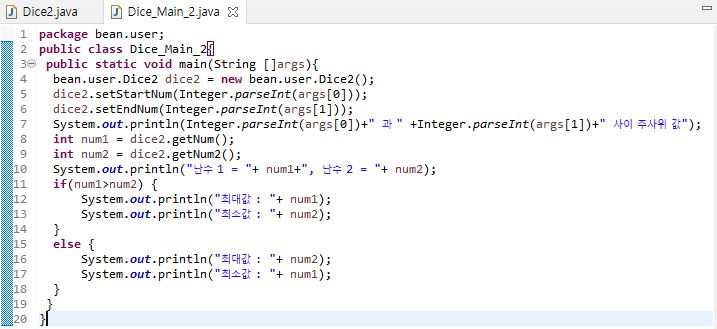 Dice2.java Dice_Main_2.java
1 package bean.user;
2 public class Dice_Main_2{
3 public static void main(String []args){
4 bean.user.Dice2 dice2 = new bean.user.Dice2();
5 dice2.setStartNum(Integer.parseInt(args[0]));
6 dice2.setEndNum(Integer.parseInt(args[1]));
7 System.out.println(Integer.parseInt(args[0])+" 과 " +Integer.parseInt(args[1])+" 사이 주사위 값");
8 int num1 = dice2.getNum();
9 int num2 = dice2.getNum2();
10 System.out.println("난수 1 = "+ num1+", 난수 2 = "+ num2);
11 if(num1>num2) {
12 System.out.println("최대값 : "+ num1);
13 System.out.println("최소값 : "+ num2);
14 }
15 else {
16 System.out.println("최대값 : "+ num2);
17 System.out.println("최소값 : "+ num1);
18 }
19 }
20 }